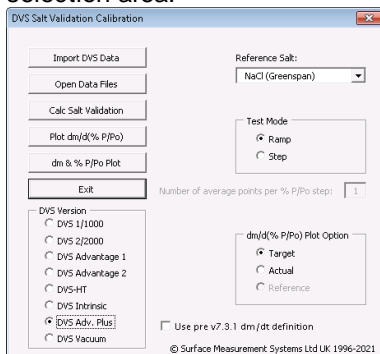 selection area.
DVS Salt Validation Calibration
Import DVS Data
Open Data Files
Calc Salt Validation
Plot dm/d(% P/Po)
dm & % P/Po Plot
Exit
Reference Salt:
NaCl (Greenspan)
Test Mode
Ramp
Step
Number of average points per % P/Po step: 1
DVS Version
DVS 1/1000
DVS 2/2000
DVS Advantage 1
DVS Advantage 2
DVS-HT
DVS Intrinsic
DVS Adv. Plus
DVS Vacuum
dm/d(% P/Po) Plot Option
Target
Actual
Reference
Use pre v7.3.1 dm/dt definition
© Surface Measurement Systems Ltd UK 1996-2021